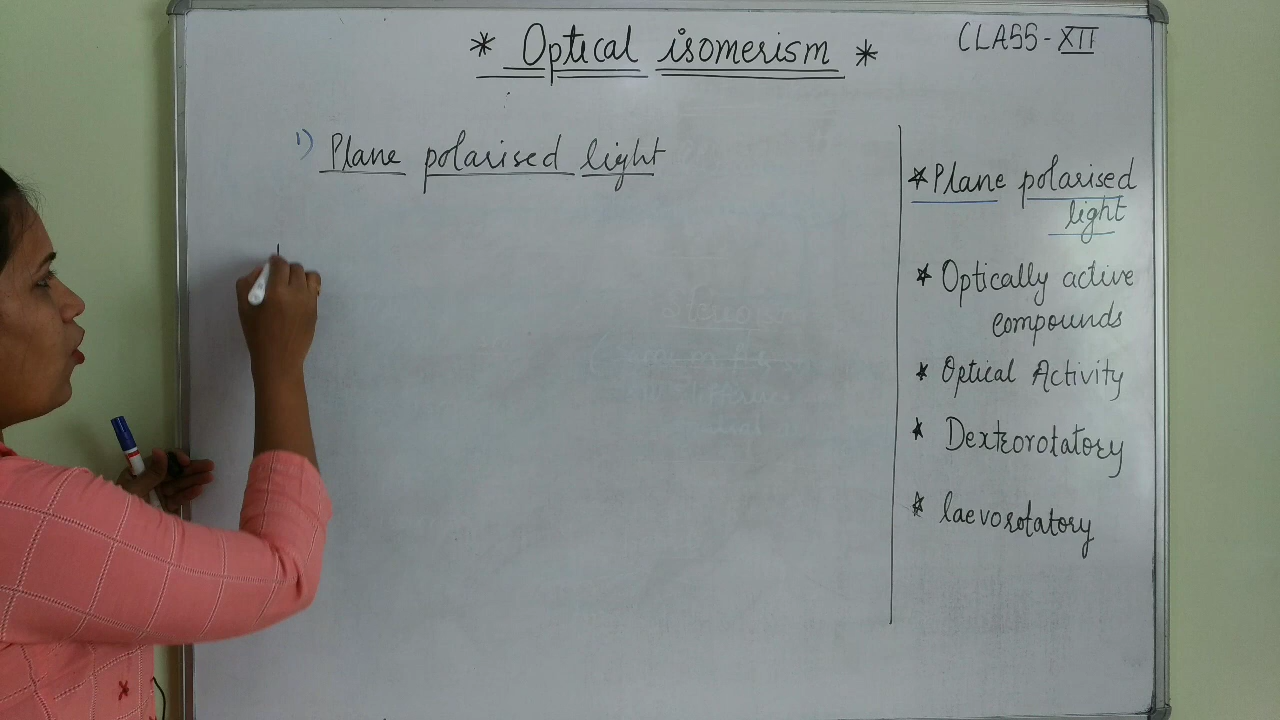 * Optical isomerism *
CLASS - XII
1) Plane polarised light
* Plane polarised
light
* Optically active
compounds
* Optical Activity
* Dextrorotatory
* laevorotatory